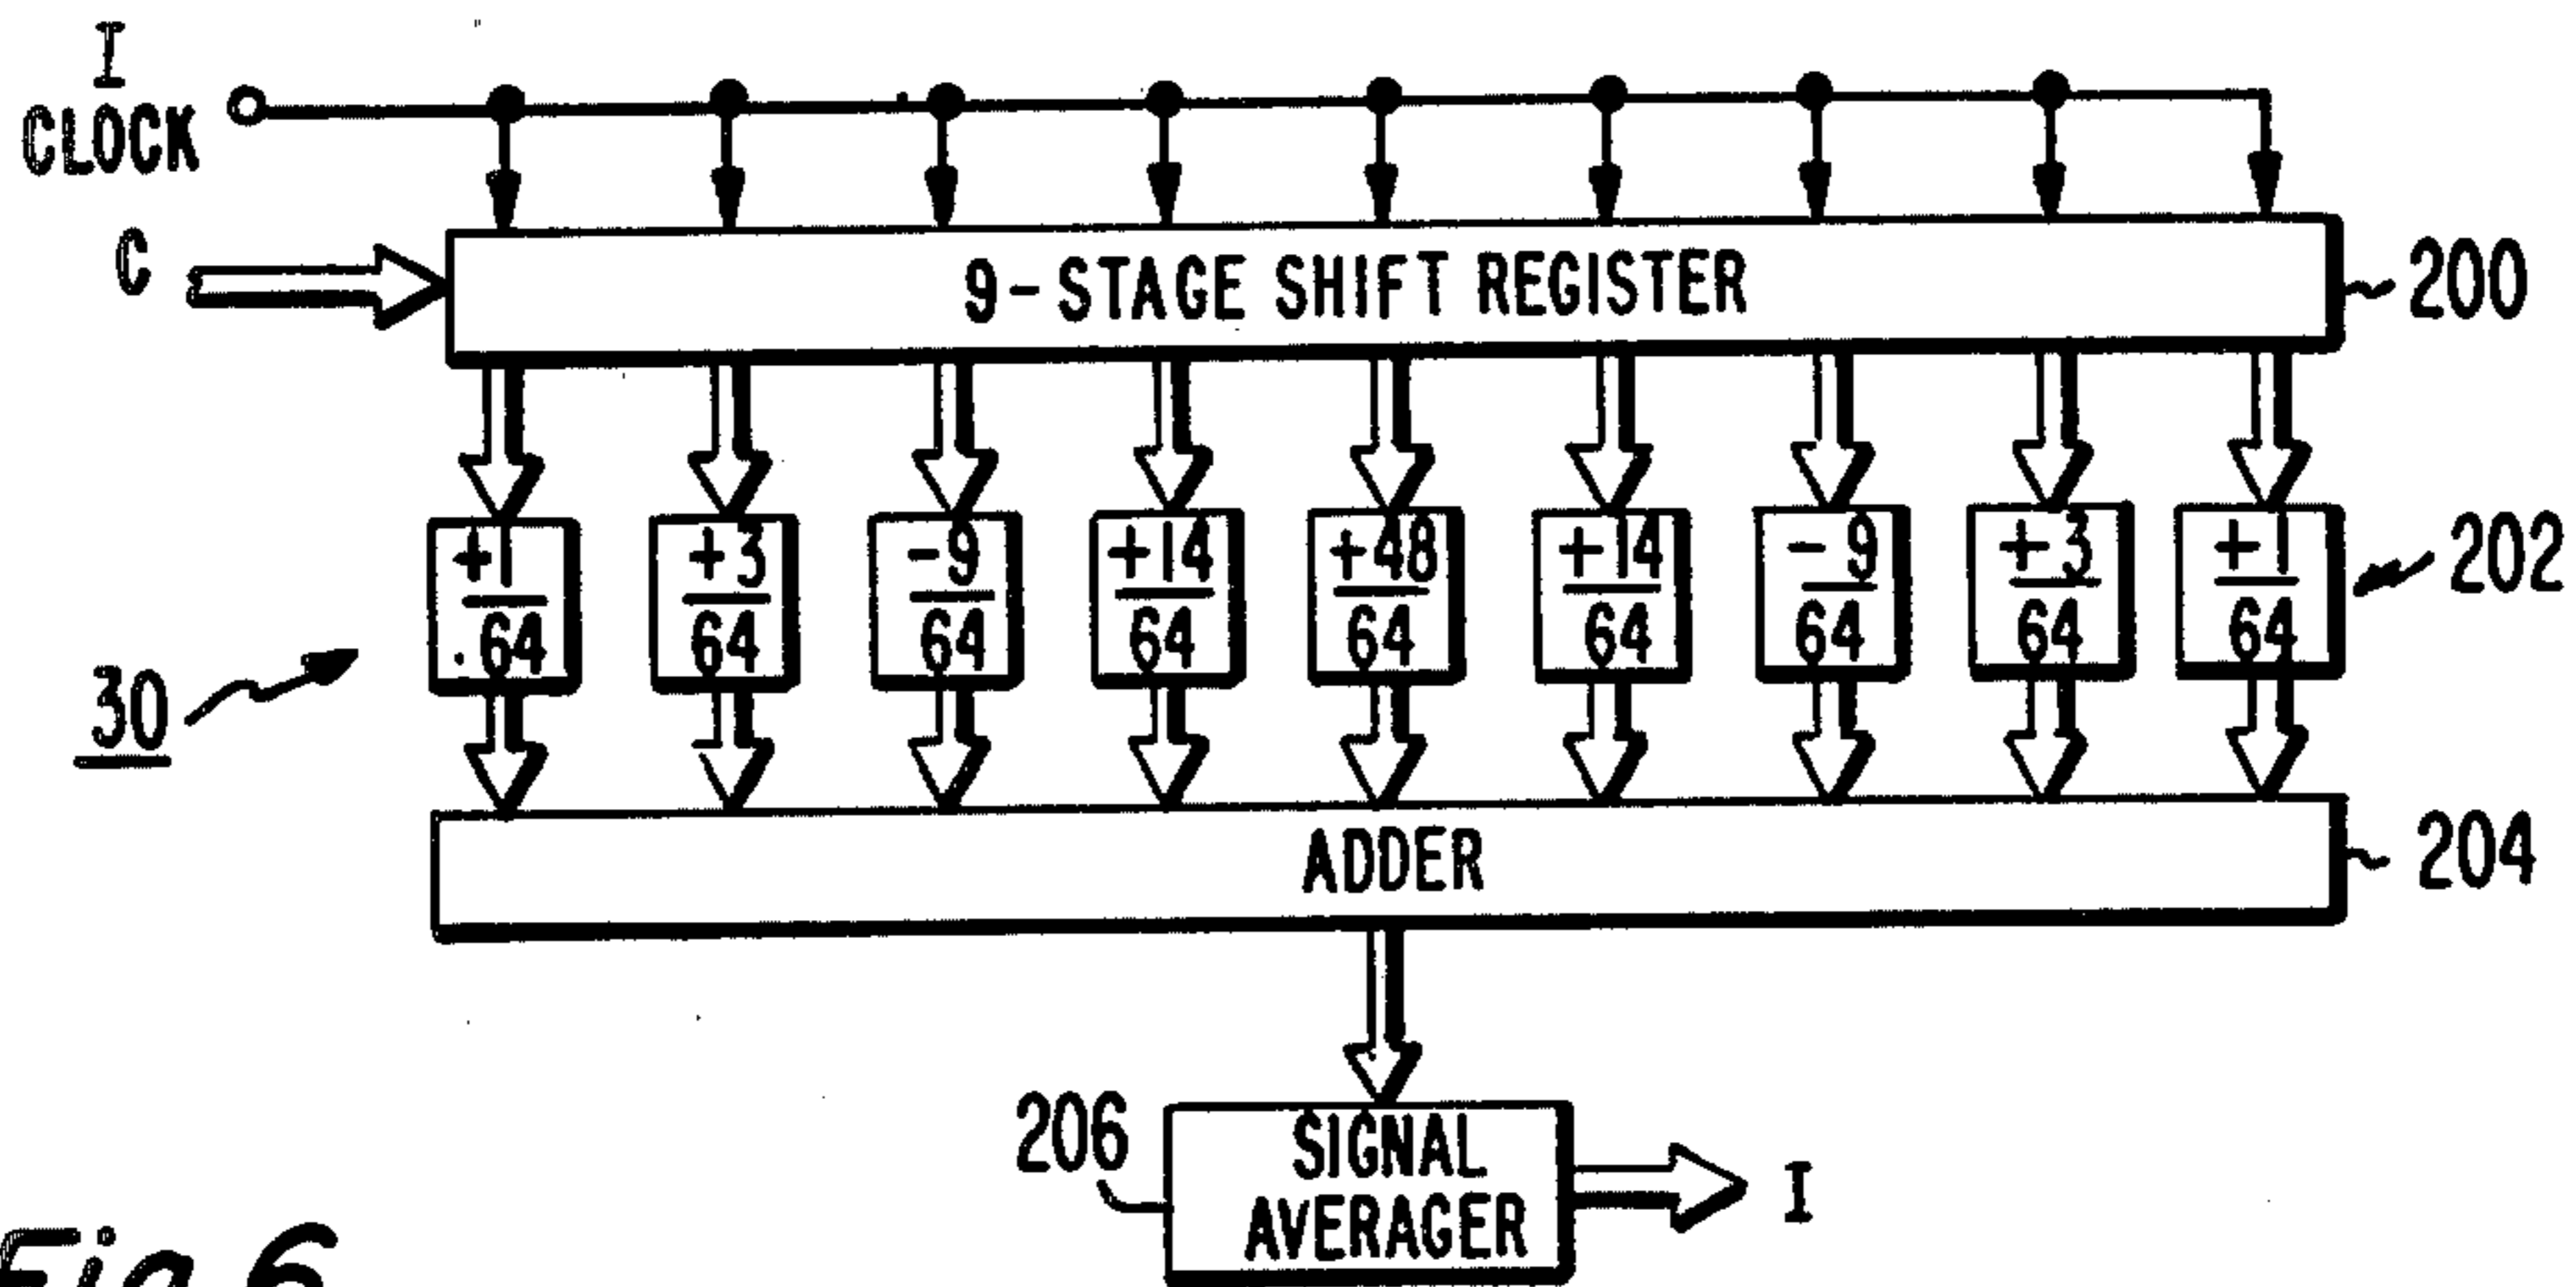 I
CLOCK
C
9-STAGE SHIFT REGISTER
200
+1/64
+3/64
-9/64
+14/64
+48/64
+14/64
-9/64
+3/64
+1/64
202
30
ADDER
204
206
SIGNAL
AVERAGER
I
Fig. 6